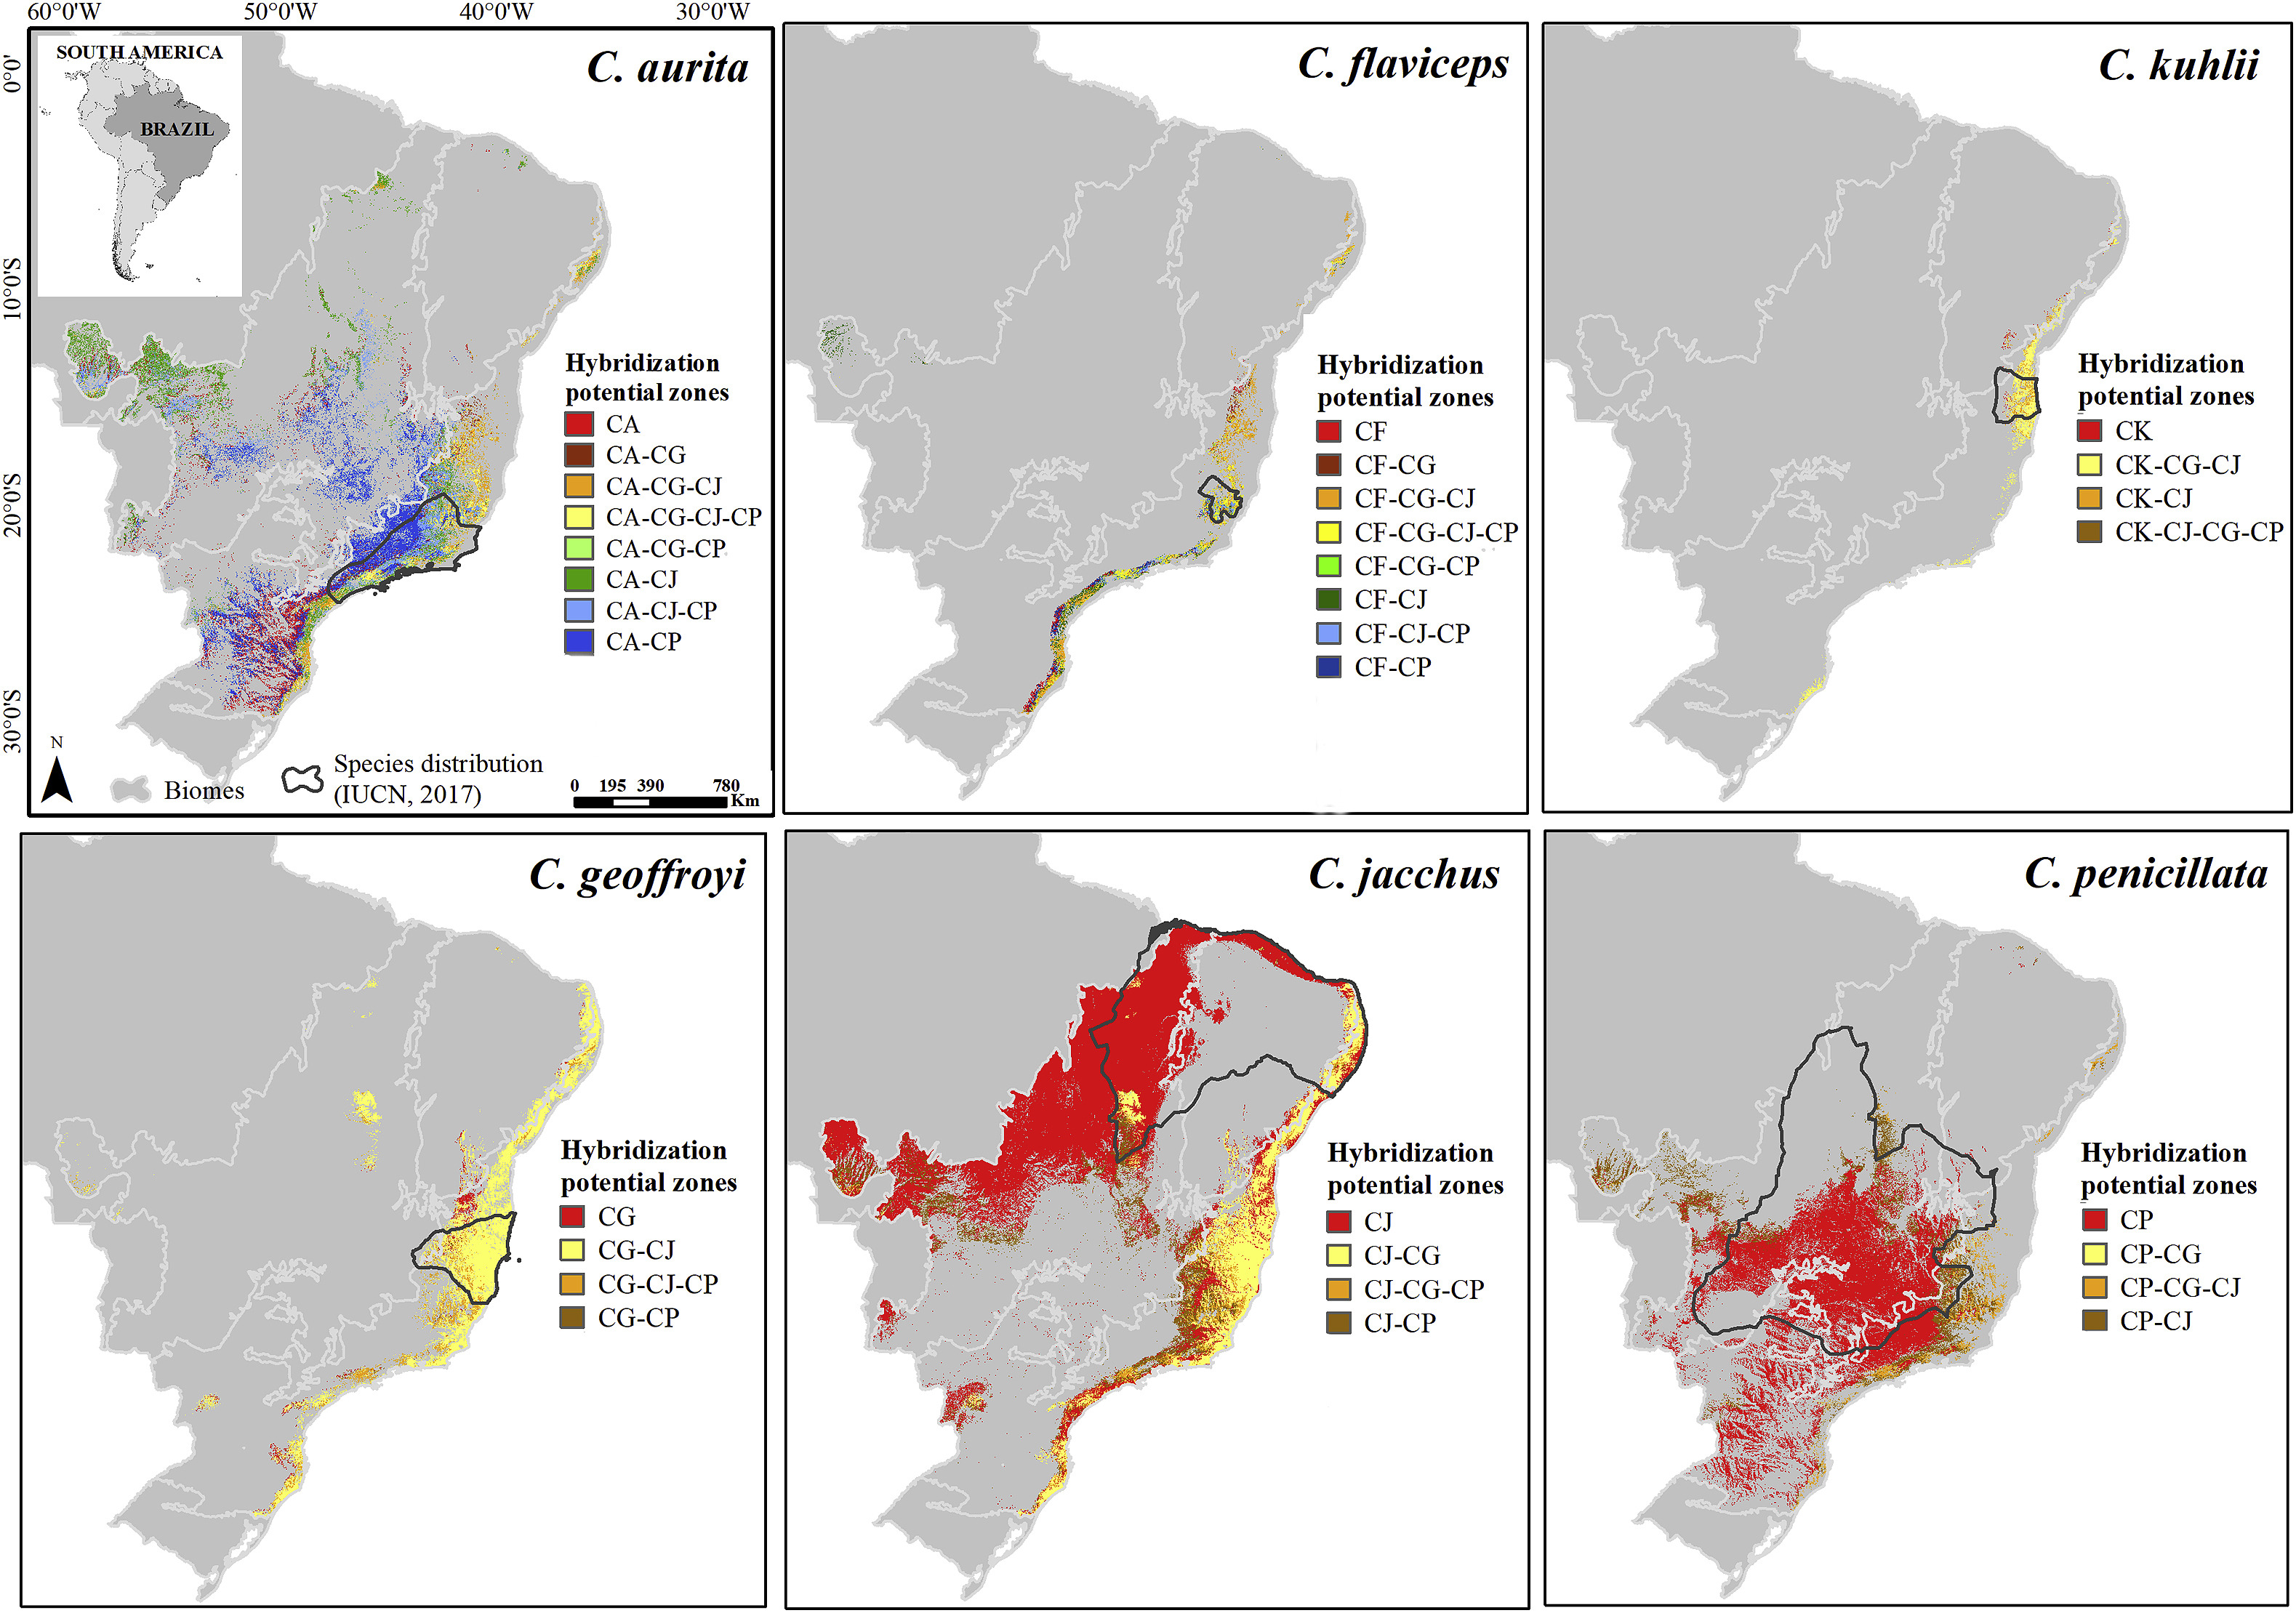 60°0'0"W 50°0'0"W 40°0'0"W 30°0'0"W
0°0'
10°0'S
20°0'S
30°0'S
SOUTH AMERICA
BRAZIL
C. aurita
Hybridization
potential zones
CA
CA-CG
CA-CG-CJ
CA-CG-CJ-CP
CA-CG-CP
CA-CJ
CA-CJ-CP
CA-CP
N
Biomes
Species distribution
(IUCN, 2017)
0 195 390 780
Km
C. flaviceps
Hybridization
potential zones
CF
CF-CG
CF-CG-CJ
CF-CG-CJ-CP
CF-CG-CP
CF-CJ
CF-CJ-CP
CF-CP
C. kuhlii
Hybridization
potential zones
CK
CK-CG-CJ
CK-CJ
CK-CJ-CG-CP
C. geoffroyi
Hybridization
potential zones
CG
CG-CJ
CG-CJ-CP
CG-CP
C. jacchus
Hybridization
potential zones
CJ
CJ-CG
CJ-CG-CP
CJ-CP
C. penicillata
Hybridization
potential zones
CP
CP-CG
CP-CG-CJ
CP-CJ